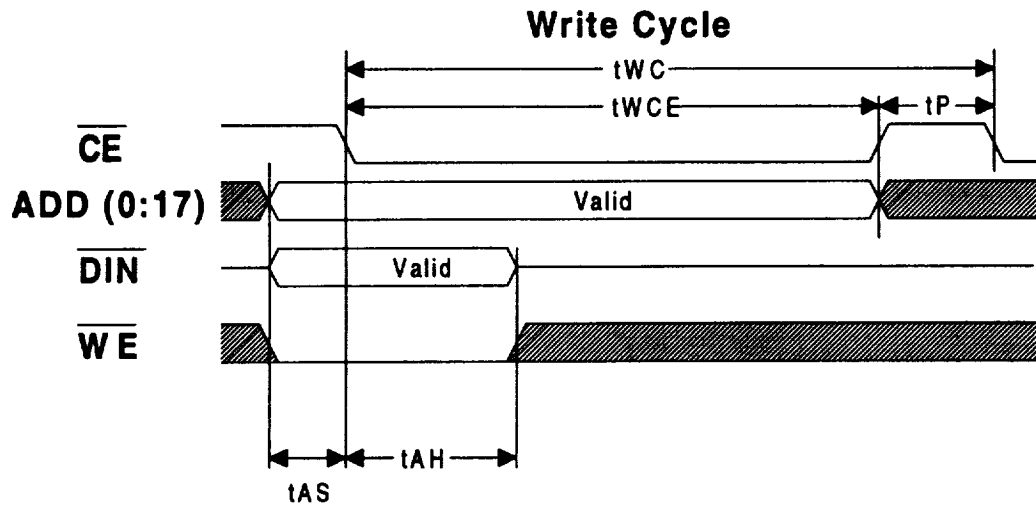 Write Cycle
tWC
tWCE tP
CE
ADD (0:17) Valid
DIN Valid
WE
tAH
tAS